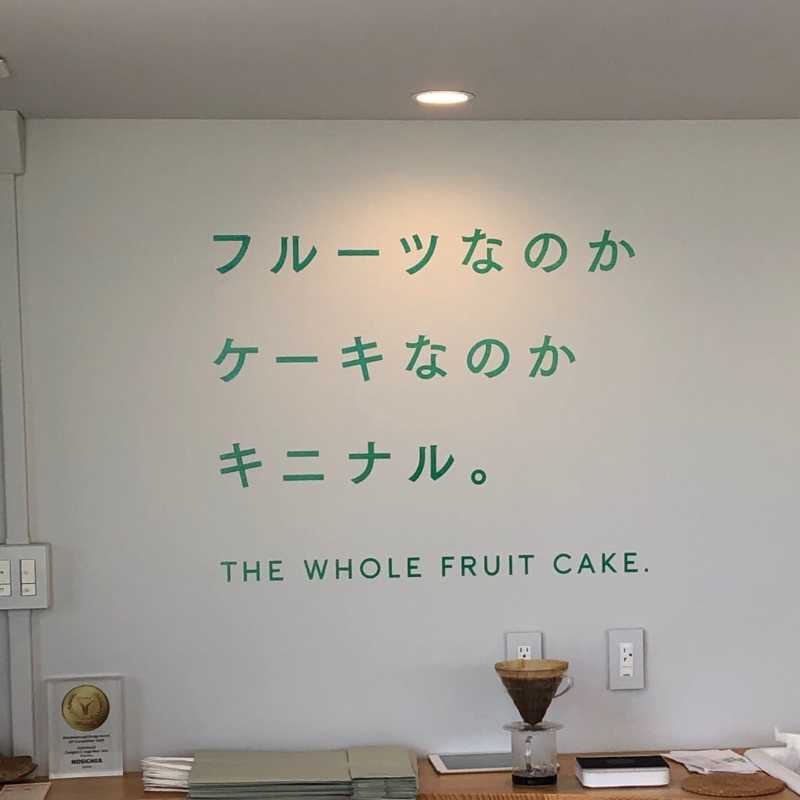 フルーツなのか
ケーキなのか
キニナル。
THE WHOLE FRUIT CAKE.
NOSIGNER